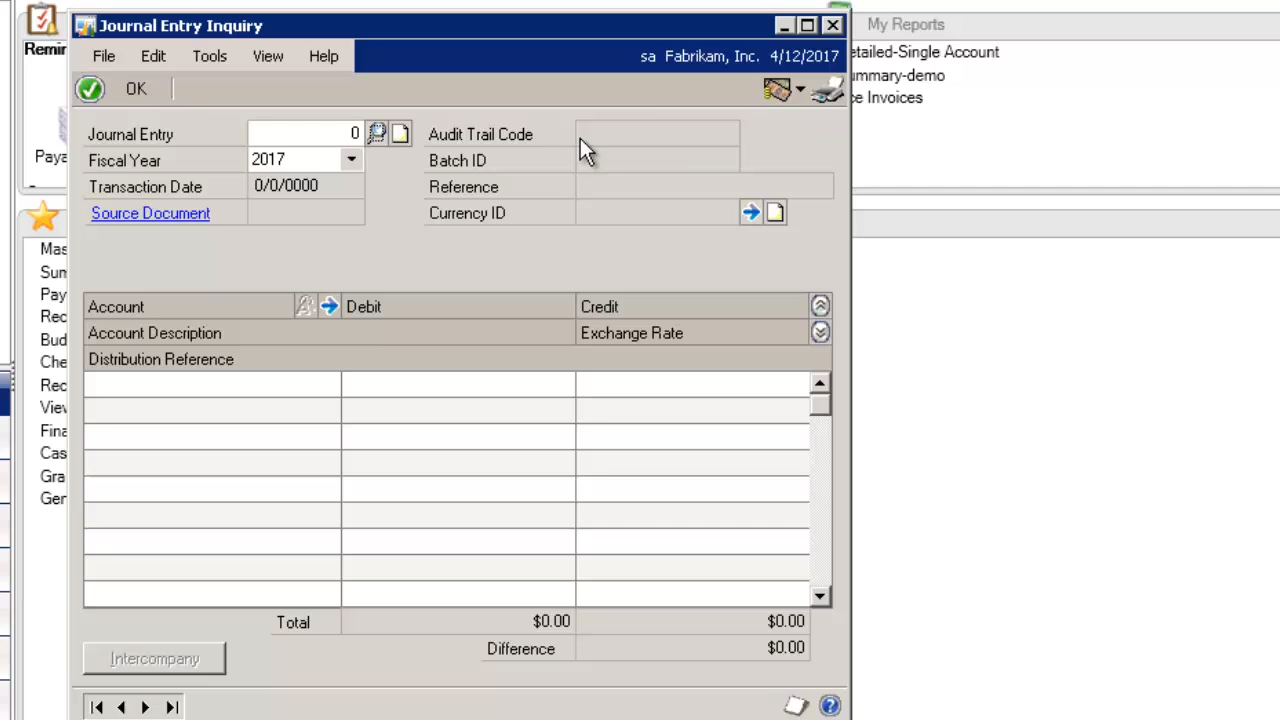 Journal Entry Inquiry
My Reports
Remin
File Edit Tools View Help
sa Fabrikam, Inc. 4/12/2017
etailed-Single Account
ummary-demo
OK
ce Invoices
Journal Entry 0
Audit Trail Code
Paya
Fiscal Year 2017
Batch ID
Transaction Date 0/0/0000
Reference
Source Document
Currency ID
Mas
Sum
Pay
Rec
Bud
Che
Rec
View
Fina
Cas
Gra
Gen
Account Debit Credit
Account Description Exchange Rate
Distribution Reference
Total $0.00 $0.00
Difference $0.00
Intercompany